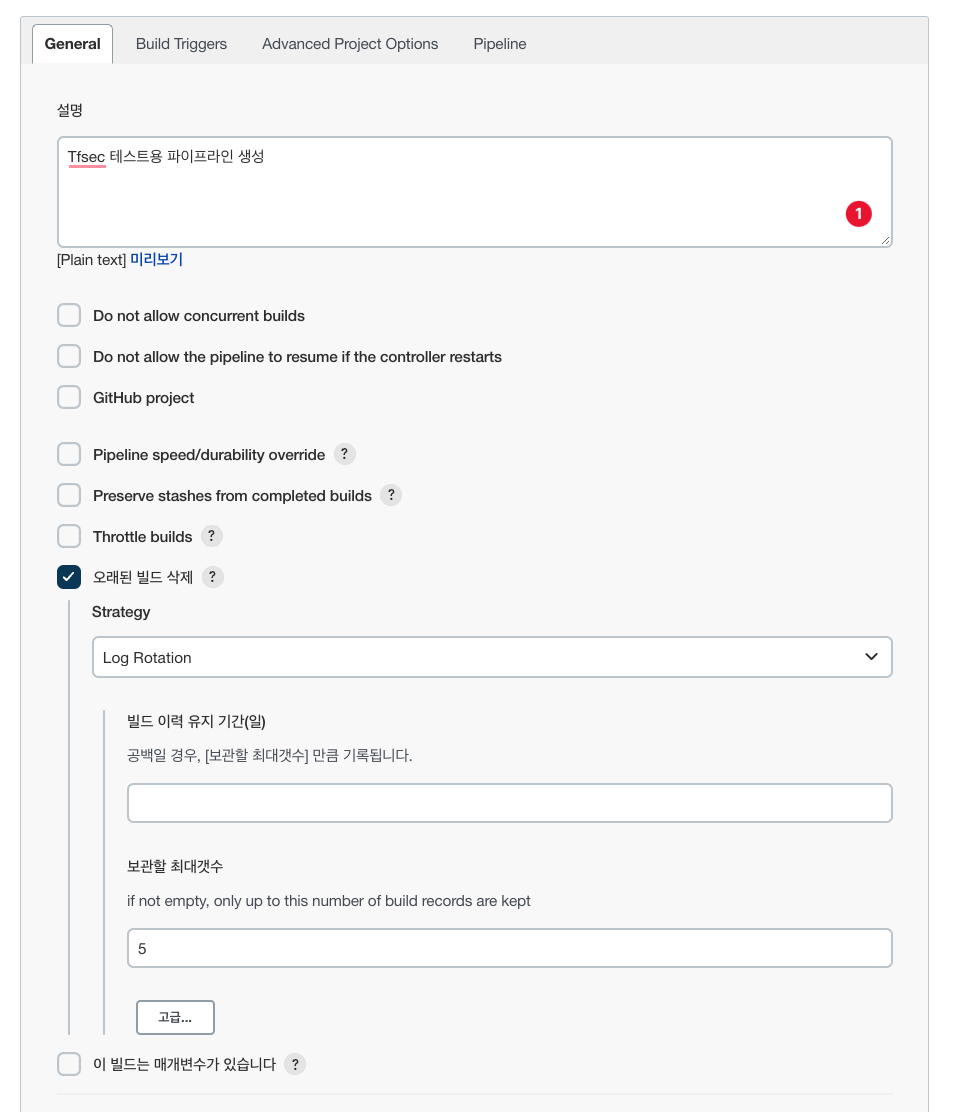 General Build Triggers Advanced Project Options Pipeline
설명
Tfsec 테스트용 파이프라인 생성
1
[Plain text] 미리보기
Do not allow concurrent builds
Do not allow the pipeline to resume if the controller restarts
GitHub project
Pipeline speed/durability override ?
Preserve stashes from completed builds ?
Throttle builds ?
오래된 빌드 삭제 ?
Strategy
Log Rotation
빌드 이력 유지 기간(일)
공백일 경우, [보관할 최대갯수] 만큼 기록됩니다.
보관할 최대갯수
if not empty, only up to this number of build records are kept
5
고급...
이 빌드는 매개변수가 있습니다 ?